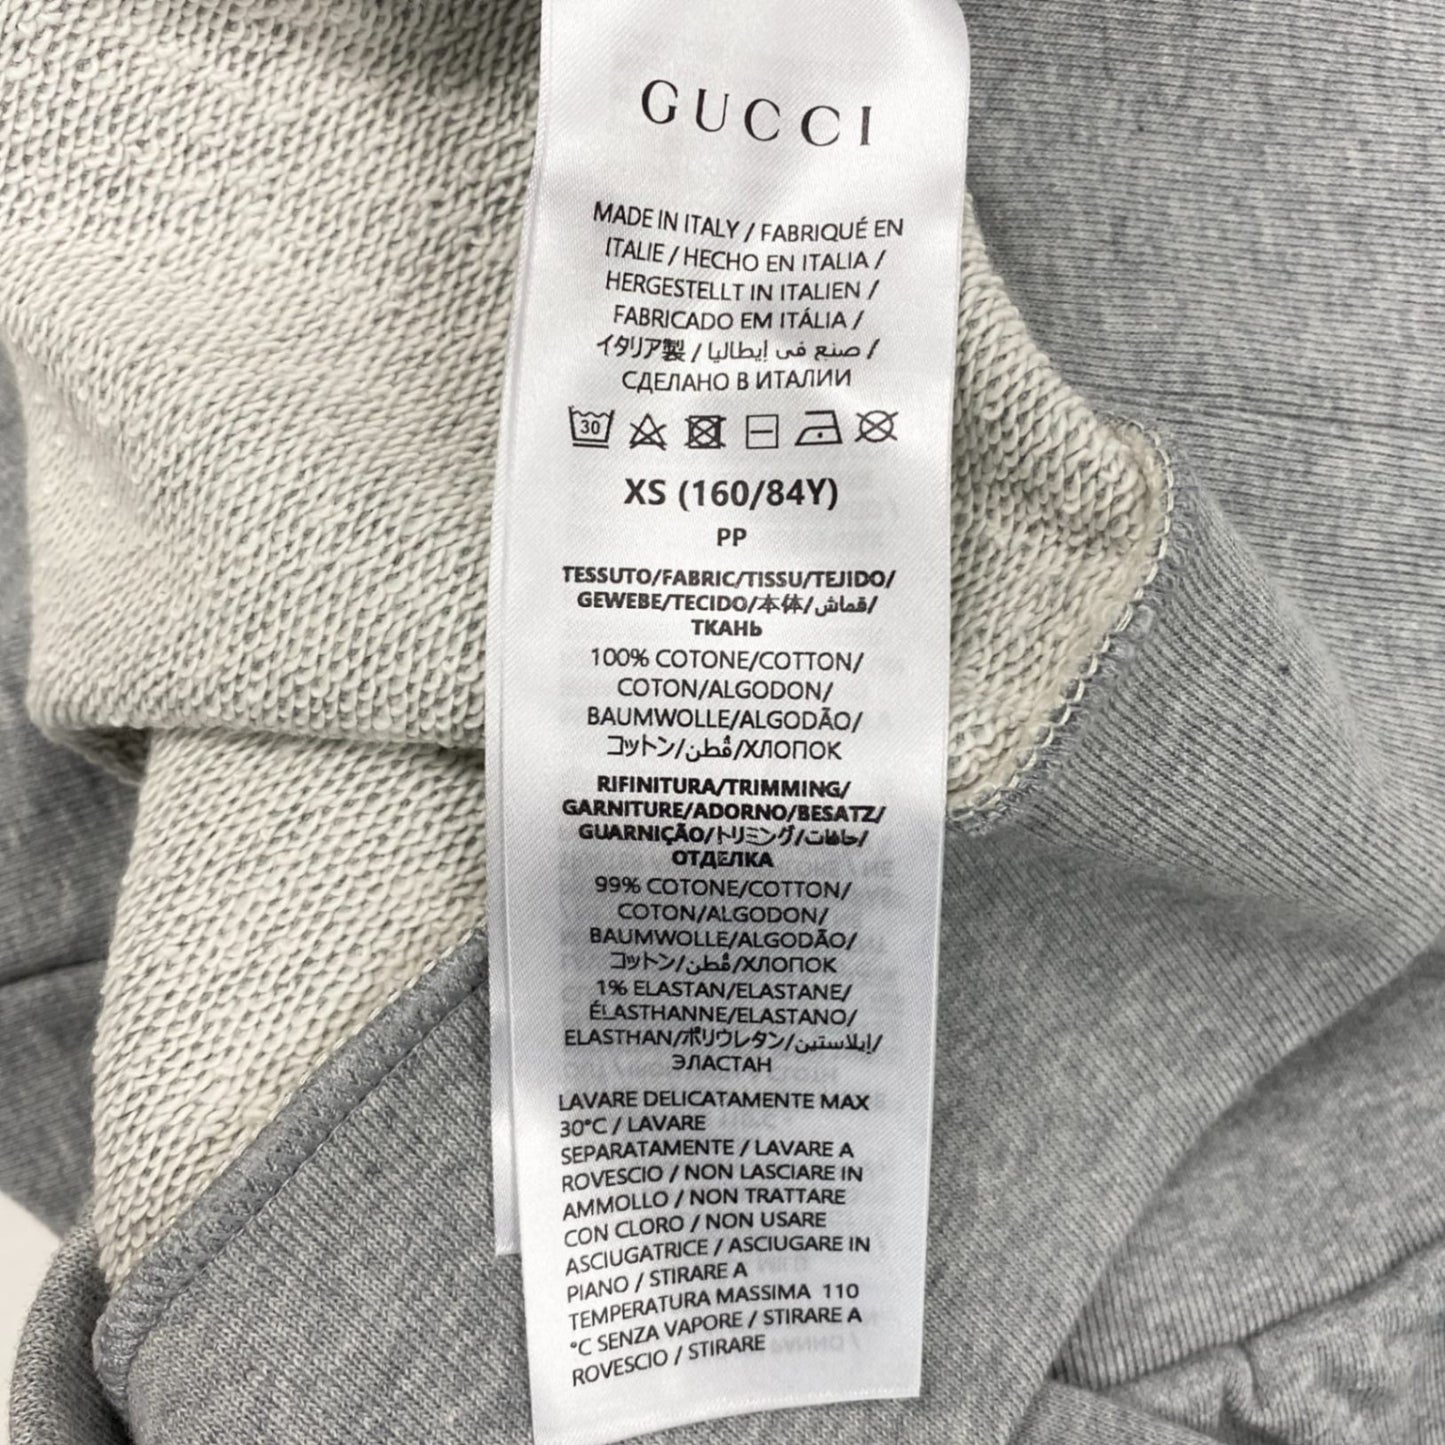 GUCCI
MADE IN ITALY / FABRIQUÉ EN
ITALIE / HECHO EN ITALIA /
HERGESTELLT IN ITALIEN /
FABRICADO EM ITÁLIA /
イタリア製 / صنع في إيطاليا /
СДЕЛАНО В ИТАЛИИ
30
XS (160/84Y)
PP
TESSUTO/FABRIC/TISSU/TEJIDO/
GEWEBE/TECIDO/本体/قماش/
ТКАНЬ
100% COTONE/COTTON/
COTON/ALGODON/
BAUMWOLLE/ALGODÃO/
コットン/قُطن/ХЛОПОК
RIFINITURA/TRIMMING/
GARNITURE/ADORNO/BESATZ/
GUARNIÇÃO/トリミング/حافات/
ОТДЕЛКА
99% COTONE/COTTON/
COTON/ALGODON/
BAUMWOLLE/ALGODÃO/
コットン/قُطن/ХЛОПОК
1% ELASTAN/ELASTANE/
ÉLASTHANNE/ELASTANO/
ELASTHAN/ポリウレタン/إيلاستين/
ЭЛАСТАН
LAVARE DELICATAMENTE MAX
30°C / LAVARE
SEPARATAMENTE / LAVARE A
ROVESCIO / NON LASCIARE IN
AMMOLLO / NON TRATTARE
CON CLORO / NON USARE
ASCIUGATRICE / ASCIUGARE IN
PIANO / STIRARE A
TEMPERATURA MASSIMA 110
°C SENZA VAPORE / STIRARE A
ROVESCIO / STIRARE